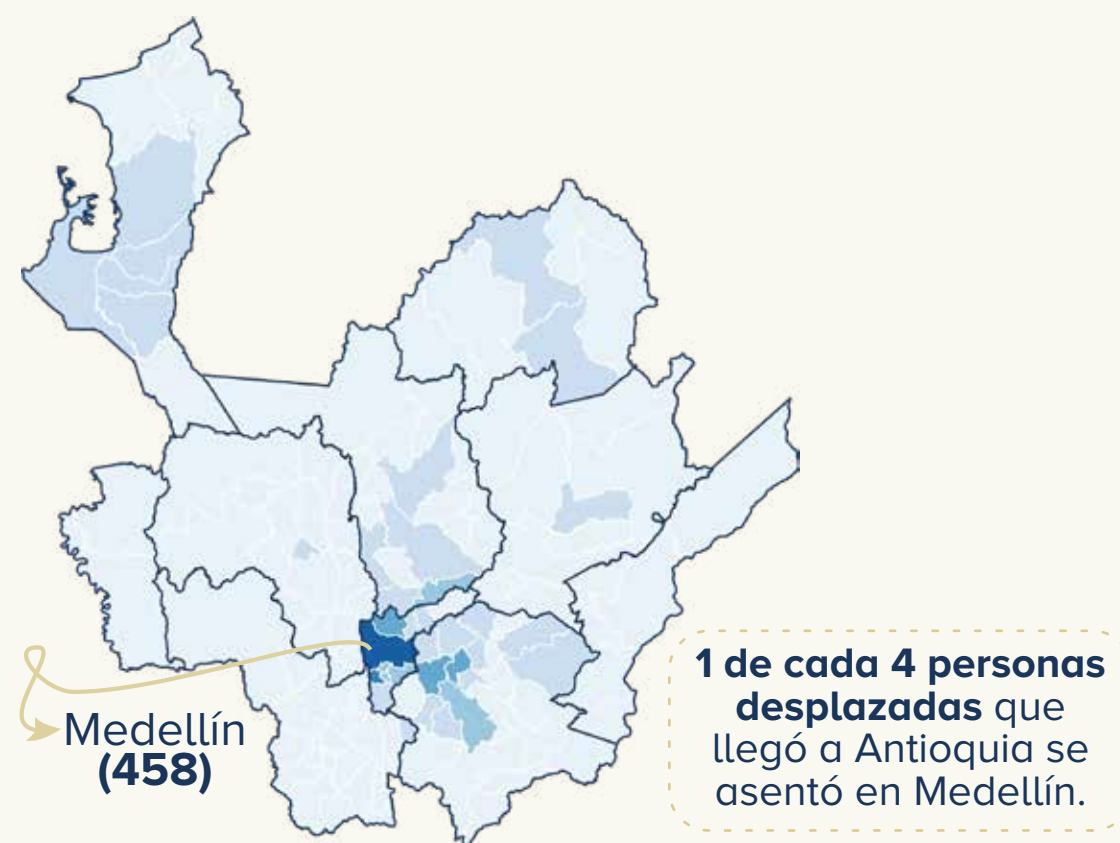 Medellín
(458)
1 de cada 4 personas
desplazadas que
llegó a Antioquia se
asentó en Medellín.